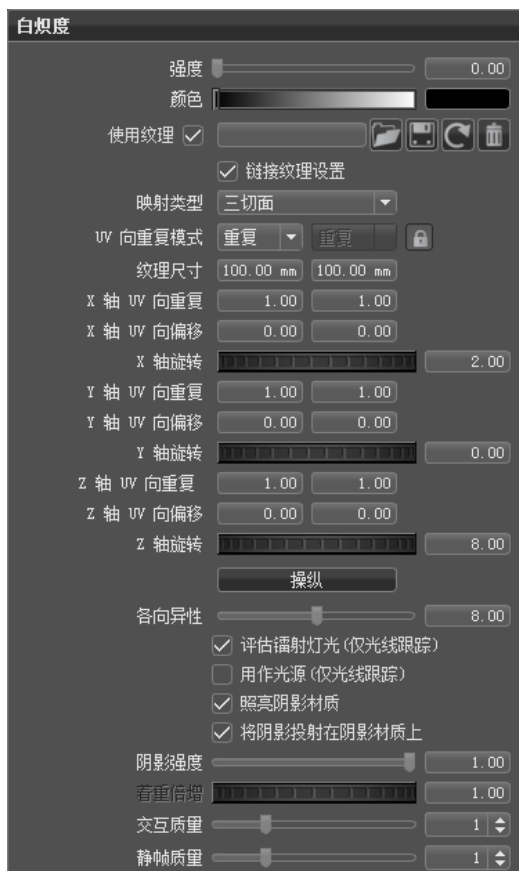 白炽度
强度 0.00
颜色
使用纹理
链接纹理设置
映射类型 三切面
UV 向重复模式 重复 重复
纹理尺寸 100.00 mm 100.00 mm
X 轴 UV 向重复 1.00 1.00
X 轴 UV 向偏移 0.00 0.00
X 轴旋转 2.00
Y 轴 UV 向重复 1.00 1.00
Y 轴 UV 向偏移 0.00 0.00
Y 轴旋转 0.00
Z 轴 UV 向重复 1.00 1.00
Z 轴 UV 向偏移 0.00 0.00
Z 轴旋转 8.00
操纵
各向异性 8.00
评估镭射灯光(仅光线跟踪)
用作光源(仅光线跟踪)
照亮阴影材质
将阴影投射在阴影材质上
阴影强度 1.00
着重倍增 1.00
交互质量 1
静帧质量 1